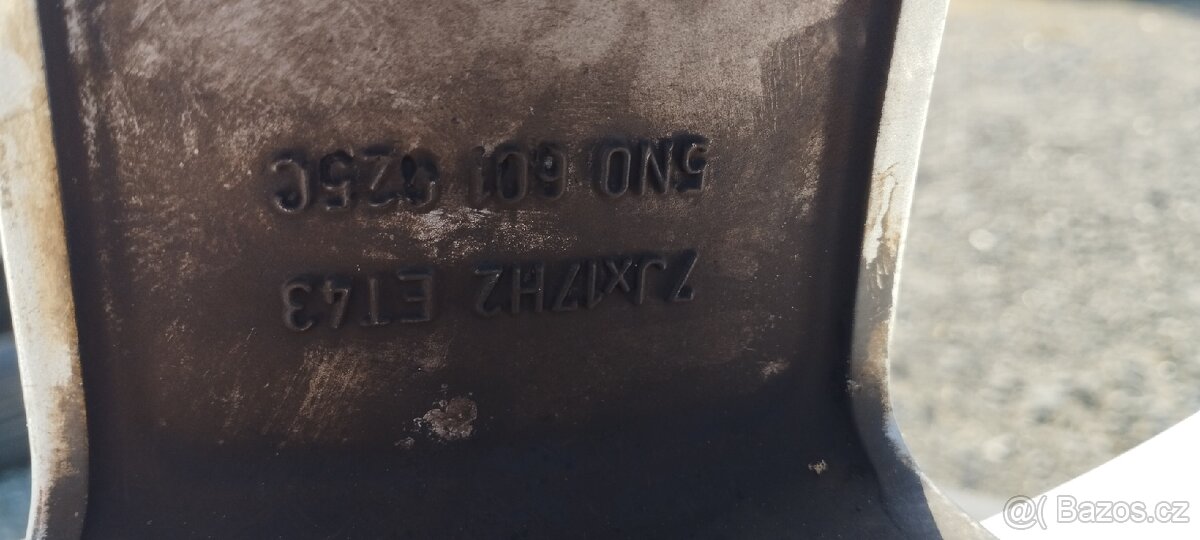 7Jx17H2 ET43
5N0 601 025C
@( Bazos.cz